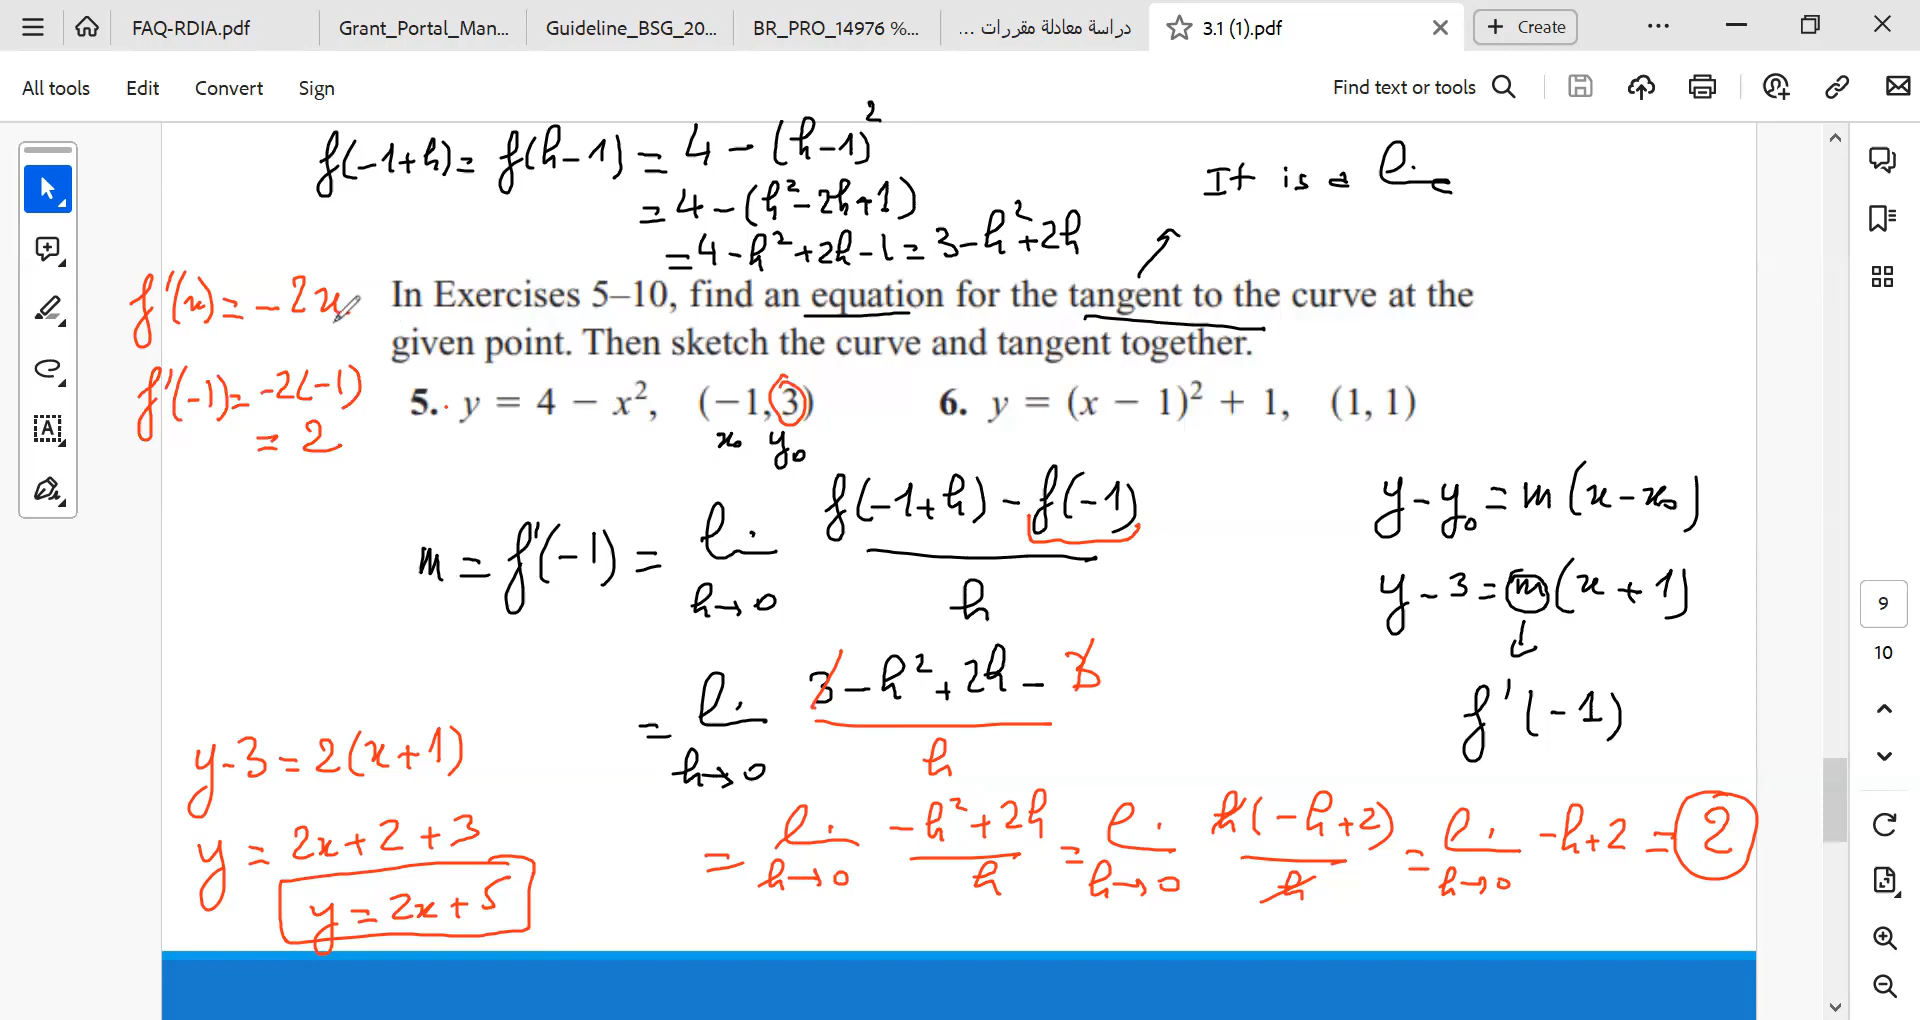 FAQ-RDIA.pdf
Grant_Portal_Man...
Guideline_BSG_20...
BR_PRO_14976 %...
دراسة معادلة مقررات ...
3.1 (1).pdf
Create
All tools
Edit
Convert
Sign
Find text or tools
f(-1+h) = f(h-1) = 4 - (h-1)²
= 4 - (h² - 2h + 1)
= 4 - h² + 2h - 1 = 3 - h² + 2h
It is a
f'(x) = -2x
f'(-1) = -2(-1)
= 2
In Exercises 5–10, find an equation for the tangent to the curve at the
given point. Then sketch the curve and tangent together.
5. y = 4 − x², (−1, 3)
6. y = (x − 1)² + 1, (1, 1)
x₀ y₀
m = f'(-1) = lim h→0 f(-1+h) - f(-1) / h
= lim h→0 3 - h² + 2h - 3 / h
= lim h→0 -h² + 2h / h = lim h→0 h(-h+2) / h = lim h→0 -h+2 = 2
y - y₀ = m(x - x₀)
y - 3 = m(x + 1)
f'(-1)
y - 3 = 2(x + 1)
y = 2x + 2 + 3
y = 2x + 5
9
10